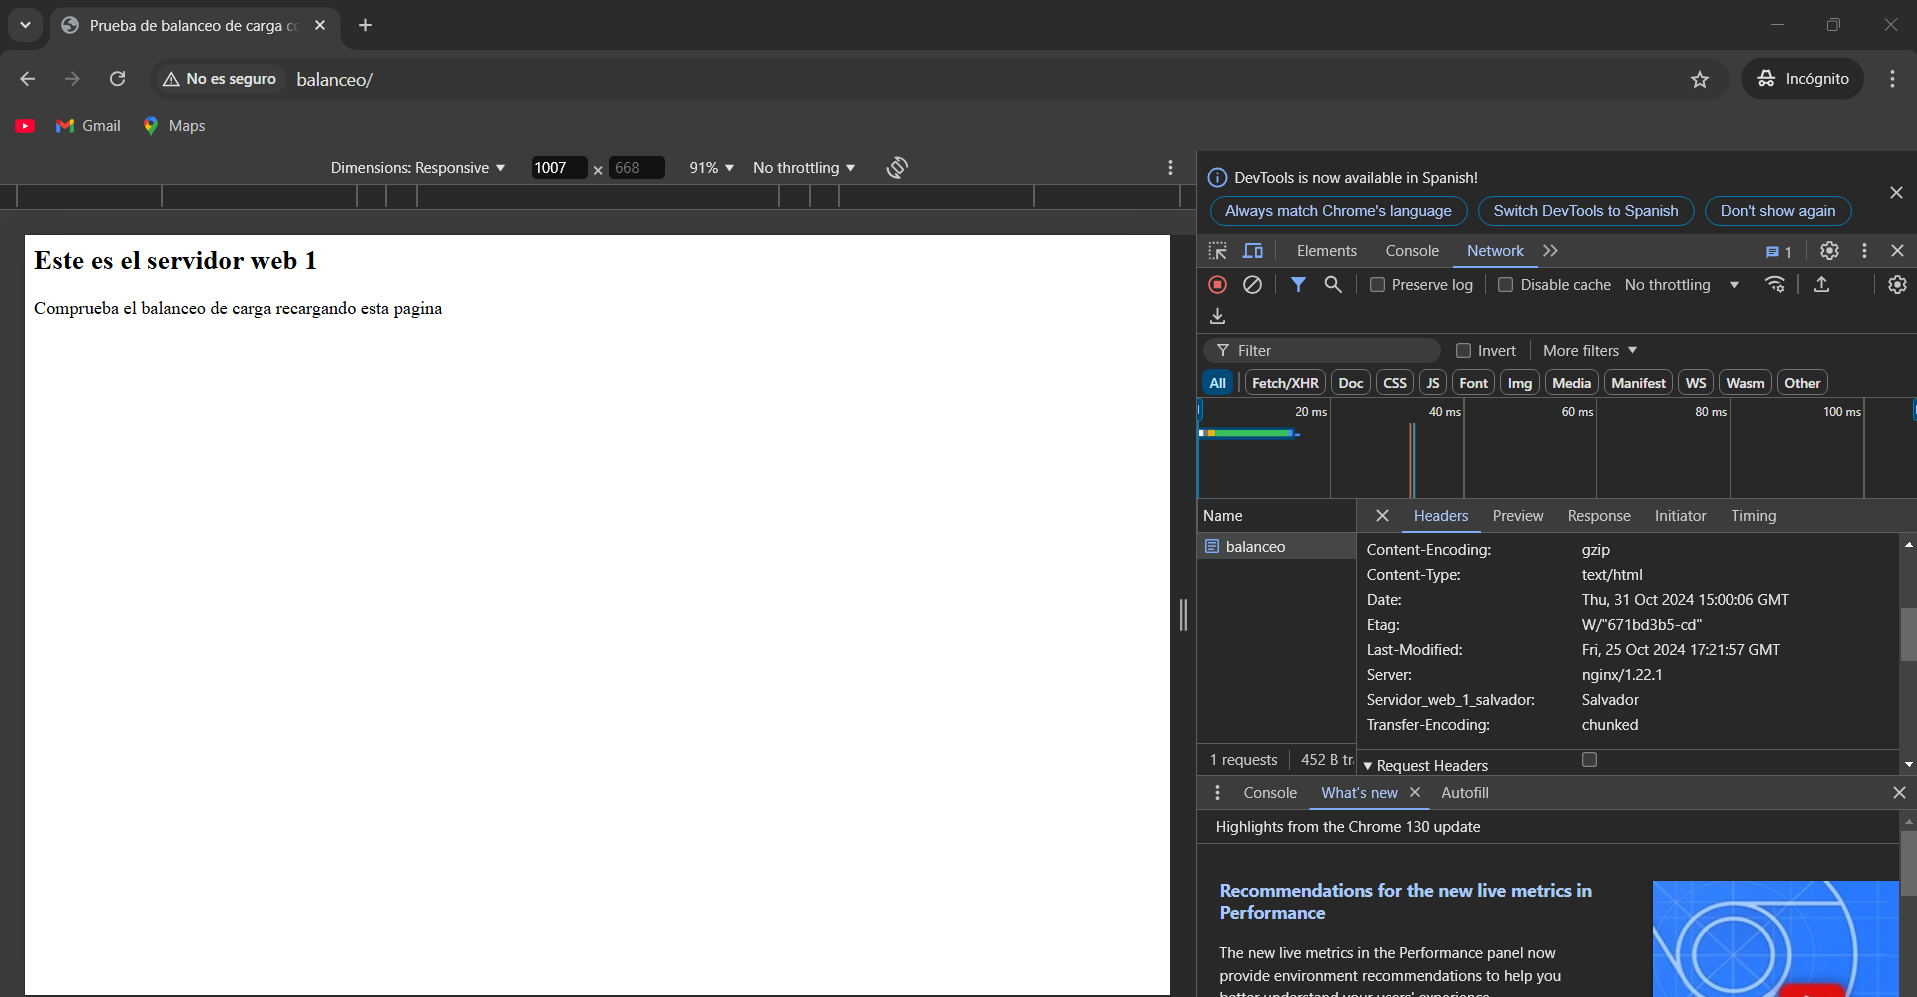 Prueba de balanceo de carga co
No es seguro
balanceo/
Incógnito
Gmail
Maps
Dimensions: Responsive
1007
×
668
91%
No throttling
Este es el servidor web 1
Comprueba el balanceo de carga recargando esta pagina
DevTools is now available in Spanish!
Always match Chrome's language
Switch DevTools to Spanish
Don't show again
Elements
Console
Network
1
Preserve log
Disable cache
No throttling
Filter
Invert
More filters
All
Fetch/XHR
Doc
CSS
JS
Font
Img
Media
Manifest
WS
Wasm
Other
20 ms
40 ms
60 ms
80 ms
100 ms
Name
Headers
Preview
Response
Initiator
Timing
balanceo
Content-Encoding: gzip
Content-Type: text/html
Date: Thu, 31 Oct 2024 15:00:06 GMT
Etag: W/"671bd3b5-cd"
Last-Modified: Fri, 25 Oct 2024 17:21:57 GMT
Server: nginx/1.22.1
Servidor_web_1_salvador: Salvador
Transfer-Encoding: chunked
Request Headers
1 requests
452 B tr
Console
What's new
Autofill
Highlights from the Chrome 130 update
Recommendations for the new live metrics in
Performance
The new live metrics in the Performance panel now
provide environment recommendations to help you
better understand your users' experience